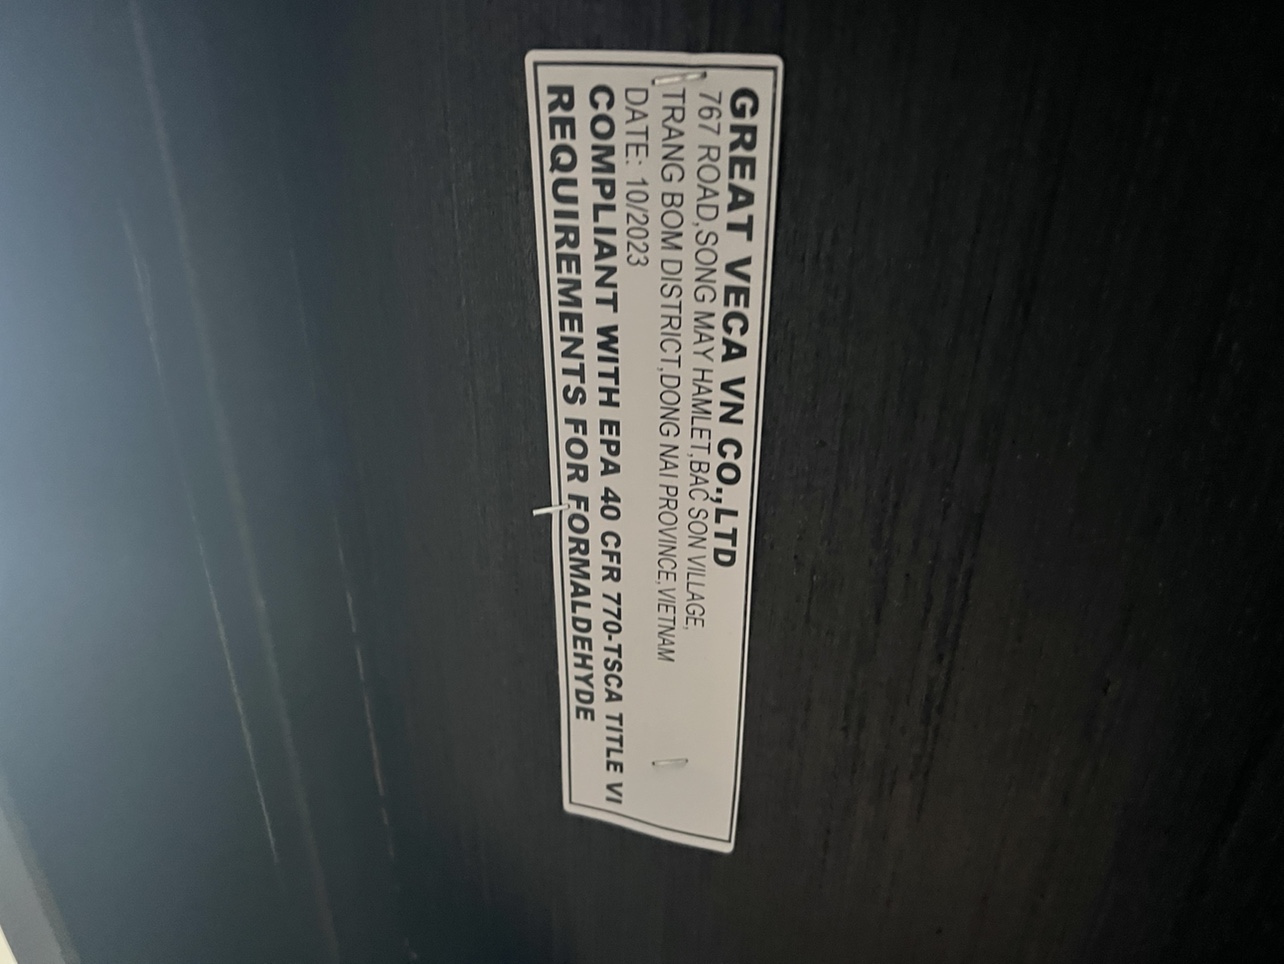 GREAT VECA VN CO.,LTD
767 ROAD,SONG MAY HAMLET,BAC SON VILLAGE,
TRANG BOM DISTRICT,DONG NAI PROVINCE,VIETNAM
DATE: 10/2023
COMPLIANT WITH EPA 40 CFR 770-TSCA TITLE VI
REQUIREMENTS FOR FORMALDEHYDE